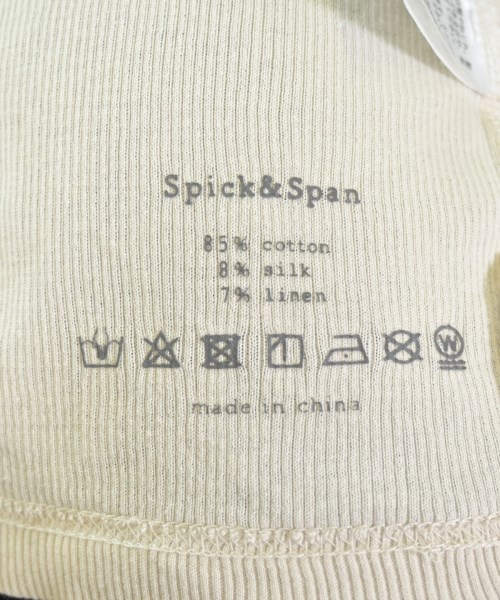 Spick&Span
85% cotton
8% silk
7% linen
W
made in china